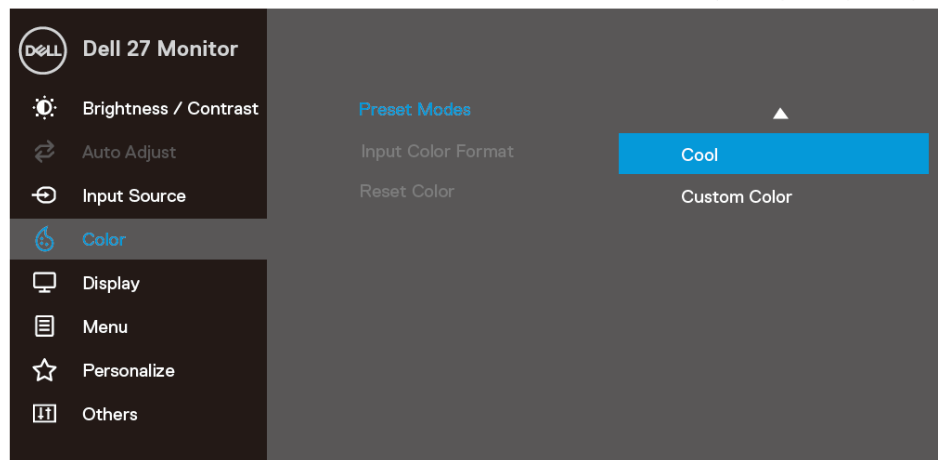 DELL Dell 27 Monitor
Brightness / Contrast
Auto Adjust
Input Source
Color
Display
Menu
Personalize
Others
Preset Modes
Input Color Format
Reset Color
Cool
Custom Color